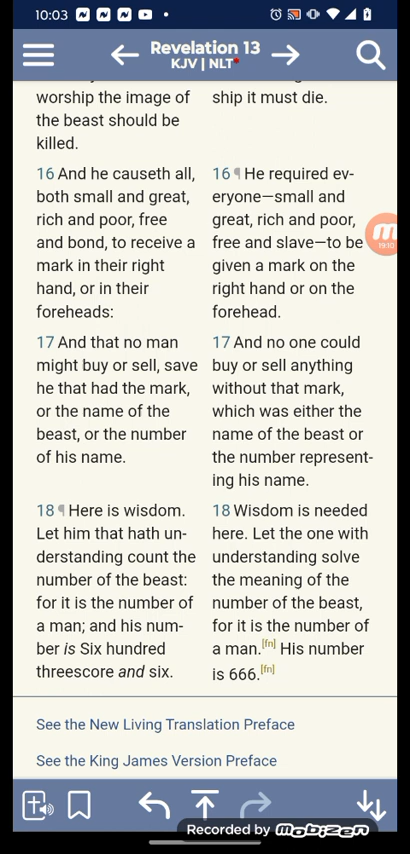 10:03
Revelation 13
KJV | NLT
worship the image of
the beast should be
killed.
ship it must die.
16 And he causeth all,
both small and great,
rich and poor, free
and bond, to receive a
mark in their right
hand, or in their
foreheads:
16 ¶ He required ev-
eryone—small and
great, rich and poor,
free and slave—to be
given a mark on the
right hand or on the
forehead.
17 And that no man
might buy or sell, save
he that had the mark,
or the name of the
beast, or the number
of his name.
17 And no one could
buy or sell anything
without that mark,
which was either the
name of the beast or
the number represent-
ing his name.
18 ¶ Here is wisdom.
Let him that hath un-
derstanding count the
number of the beast:
for it is the number of
a man; and his num-
ber is Six hundred
threescore and six.
18 Wisdom is needed
here. Let the one with
understanding solve
the meaning of the
number of the beast,
for it is the number of
a man.[fn] His number
is 666.[fn]
19:10
See the New Living Translation Preface
See the King James Version Preface
Recorded by Mobizen